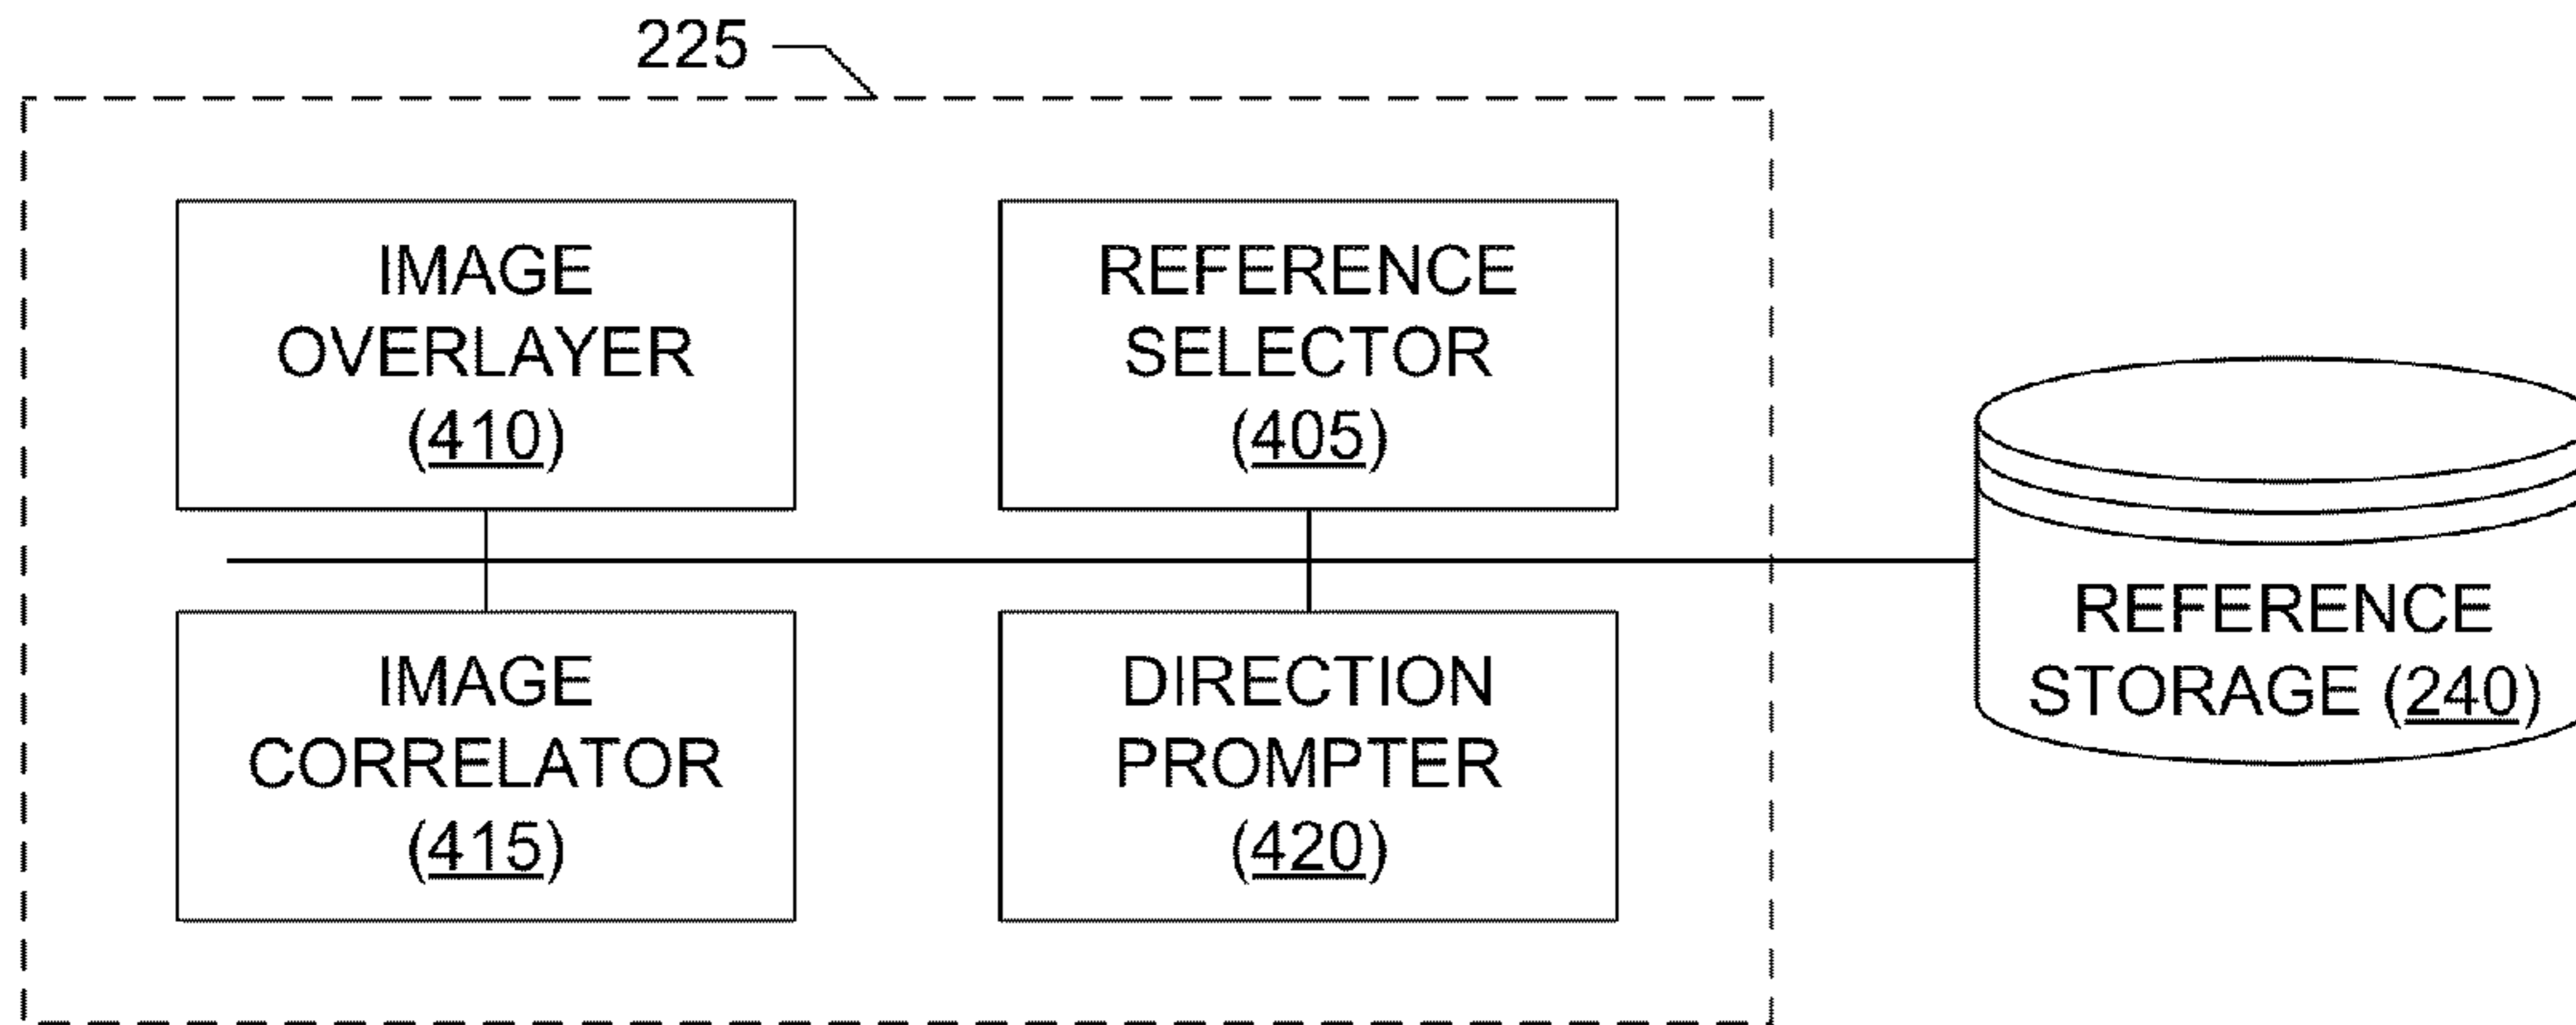 225
IMAGE
OVERLAYER
(410)
REFERENCE
SELECTOR
(405)
IMAGE
CORRELATOR
(415)
DIRECTION
PROMPTER
(420)
REFERENCE
STORAGE (240)